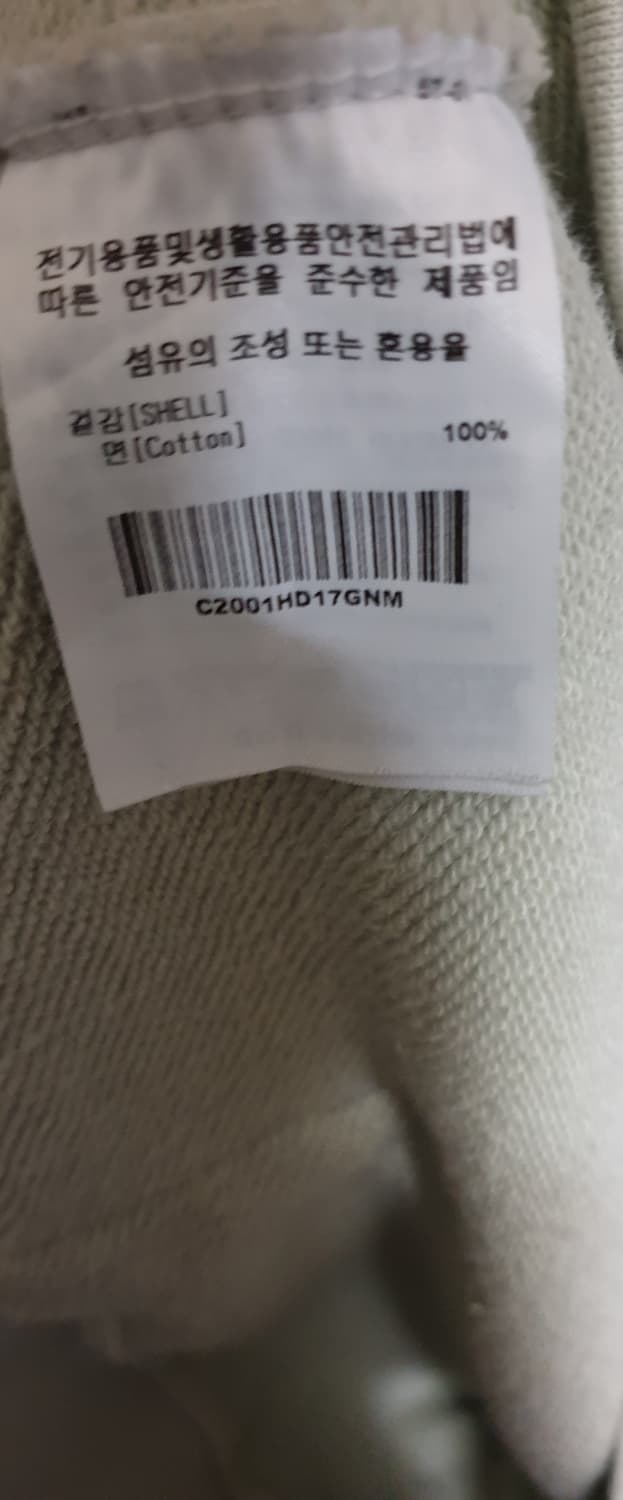 전기용품및생활용품안전관리법에
따른 안전기준을 준수한 제품임
섬유의 조성 또는 혼용율
겉감[SHELL]
면[Cotton] 100%
C2001HD17GNM